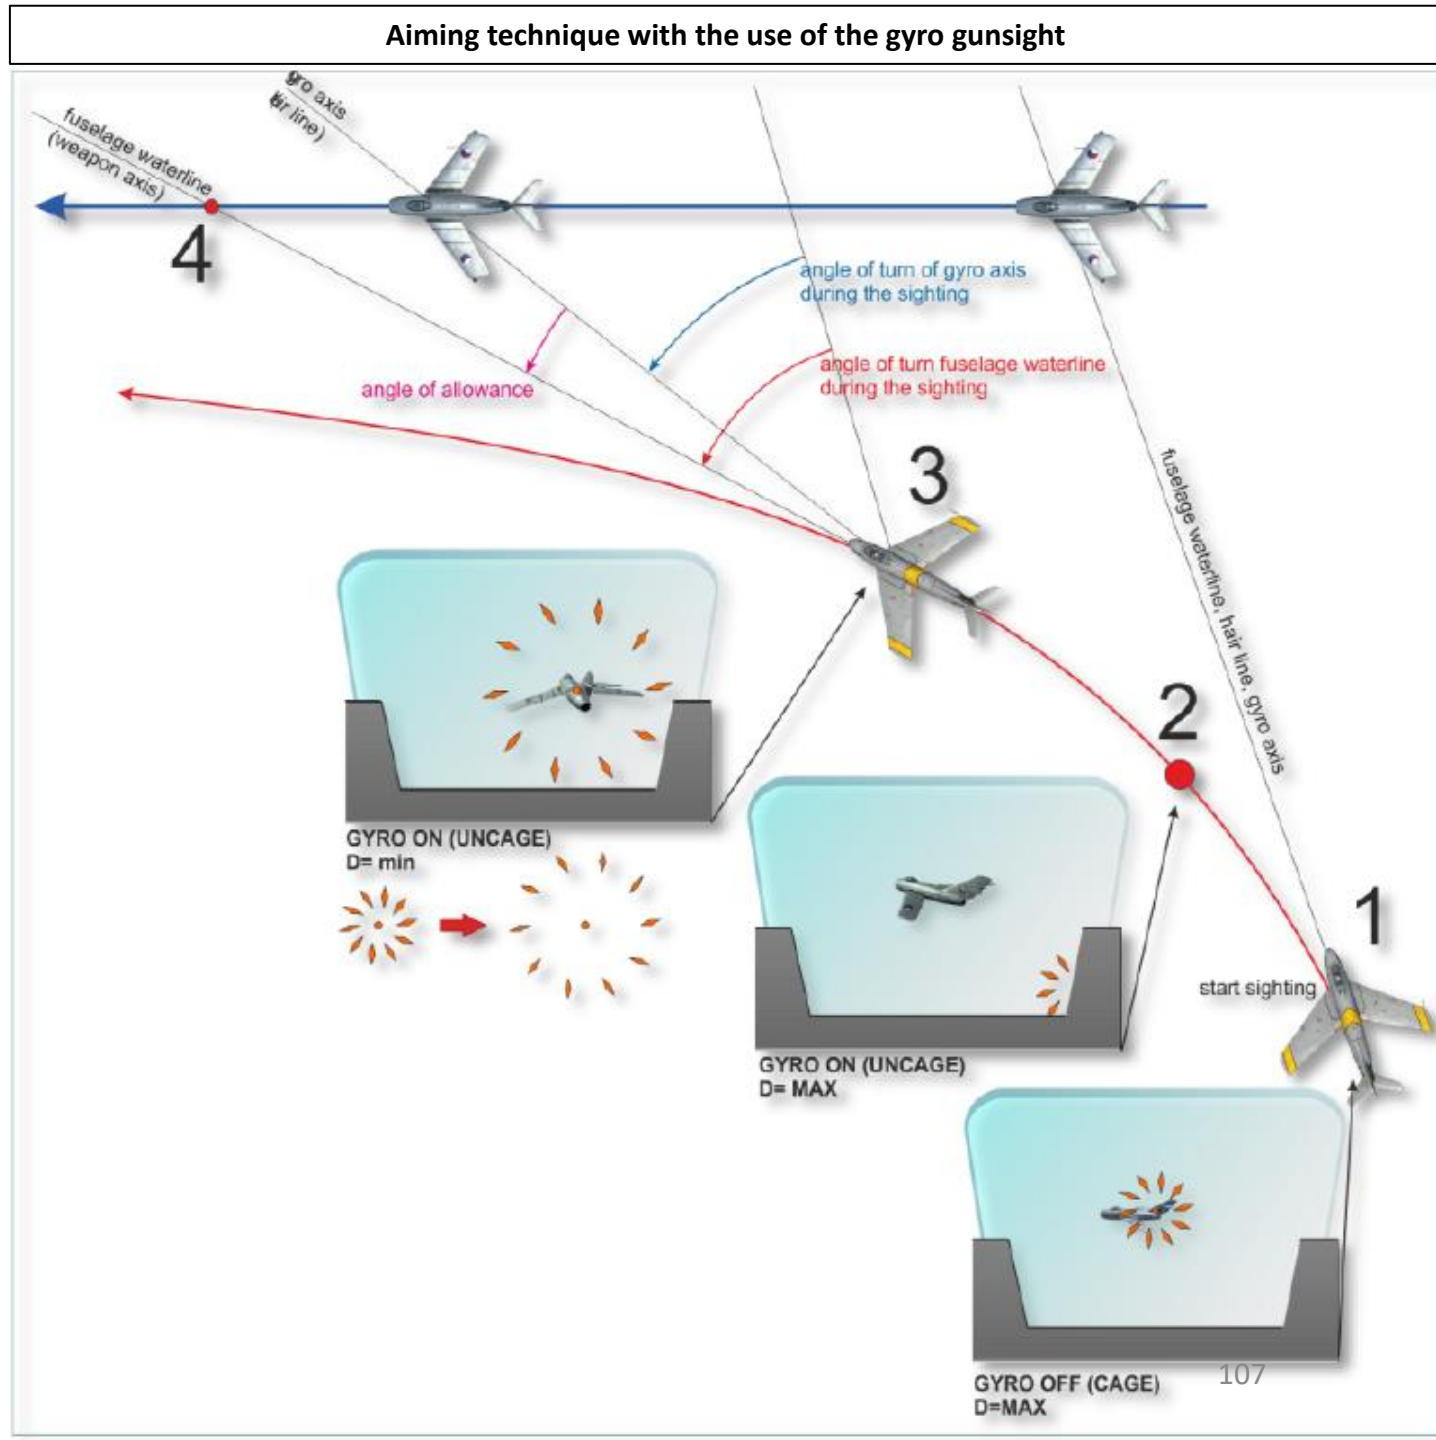 Aiming technique with the use of the gyro gunsight
gyro axis
line)
fuselage waterline
(weapon axis)
4
angle of turn of gyro axis
during the sighting
angle of turn fuselage waterline
during the sighting
angle of allowance
3
fuselage waterline, hair line, gyro axis
2
GYRO ON (UNCAGE)
D= min
1
start sighting
GYRO ON (UNCAGE)
D= MAX
GYRO OFF (CAGE)
D=MAX
107